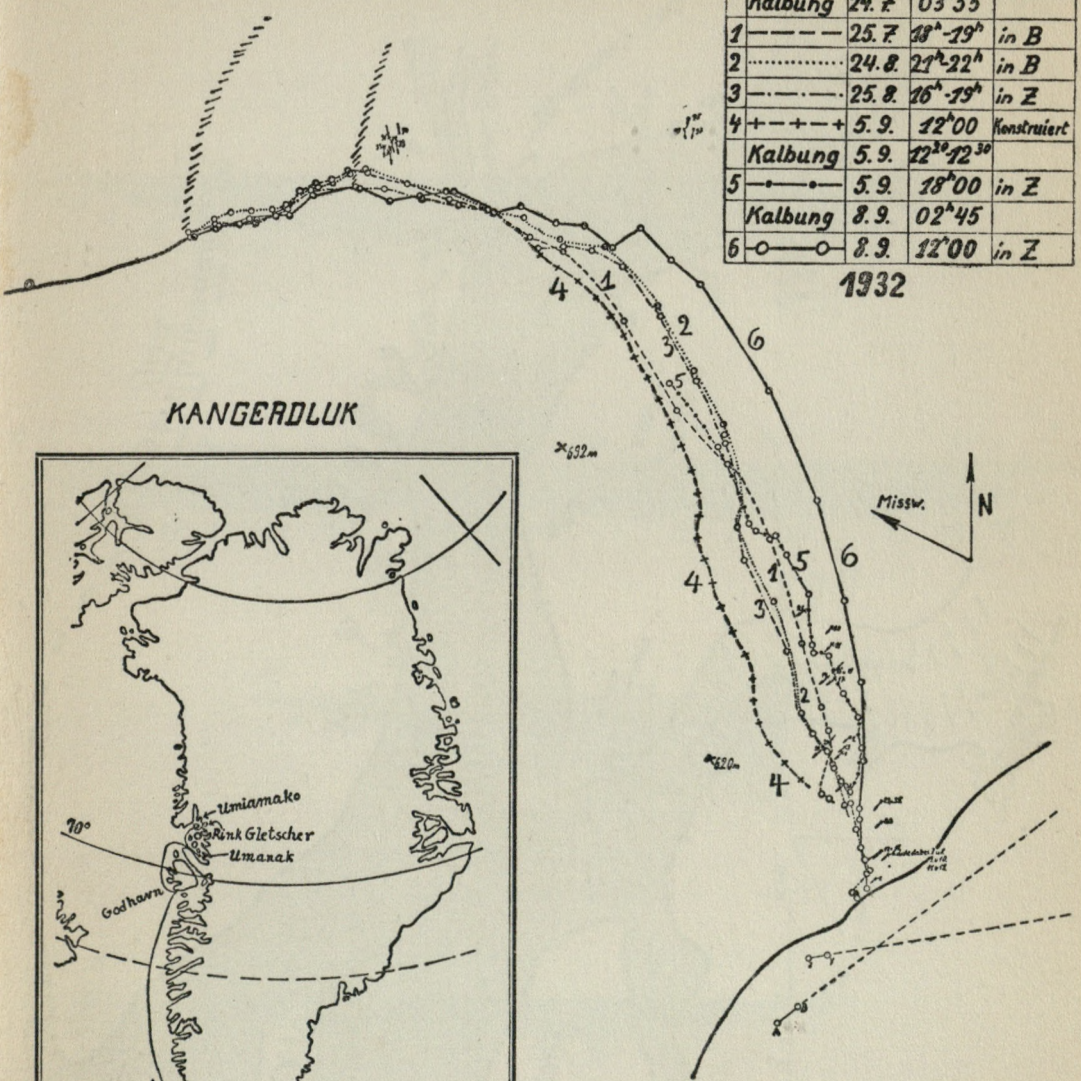 Kalbung 24.7 03 35
1 25.7 18ʰ-19ʰ in B
2 24.8. 21ʰ-22ʰ in B
3 25.8. 16ʰ-19ʰ in Z
4 5.9. 12ʰ00 Konstruiert
Kalbung 5.9. 12²⁰-12³⁰
5 5.9. 18ʰ00 in Z
Kalbung 8.9. 02ʰ45
6 8.9. 12ʰ00 in Z
1932
4
1
2
3
6
5
KANGERDLUK
632m
Missw.
N
6
5
1
4
3
2
620m
4
Umiamako
70°
Rink Gletscher
Umanak
Godhavn
A